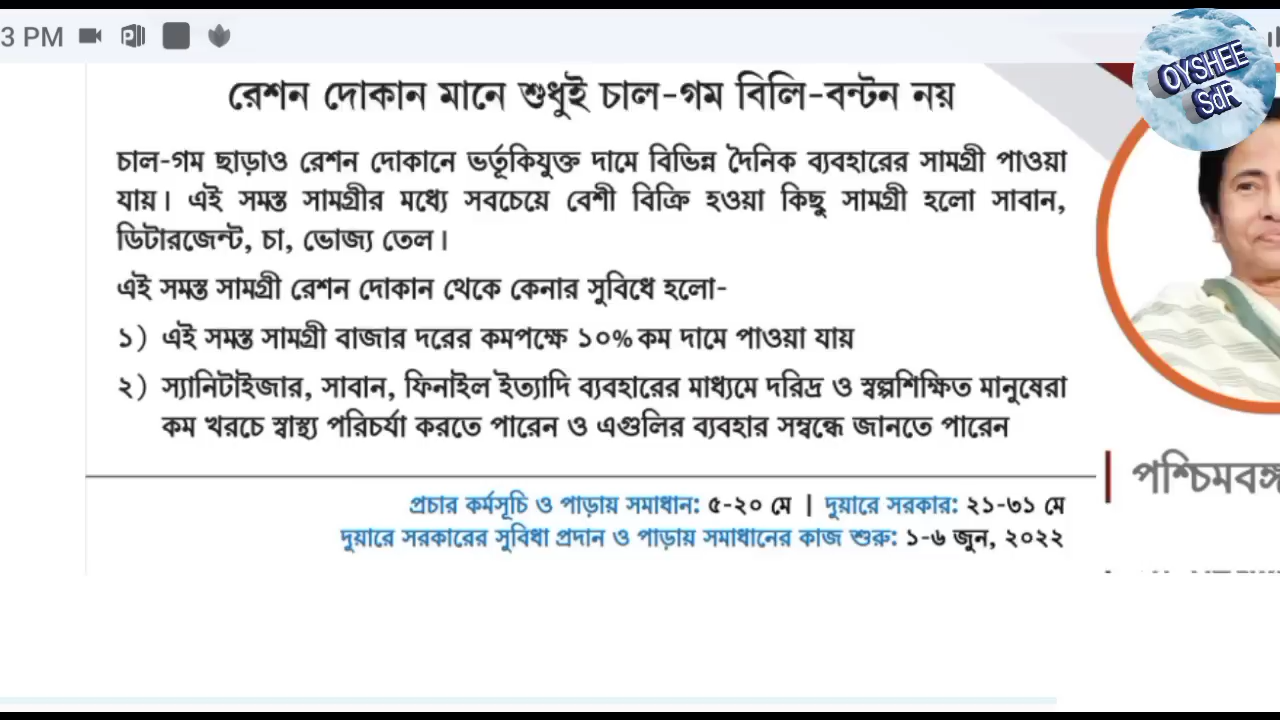 3 PM
OYSHEE
SdR
রেশন দোকান মানে শুধুই চাল-গম বিলি-বন্টন নয়
চাল-গম ছাড়াও রেশন দোকানে ভর্তূকিযুক্ত দামে বিভিন্ন দৈনিক ব্যবহারের সামগ্রী পাওয়া
যায়। এই সমস্ত সামগ্রীর মধ্যে সবচেয়ে বেশী বিক্রি হওয়া কিছু সামগ্রী হলো সাবান,
ডিটারজেন্ট, চা, ভোজ্য তেল।
এই সমস্ত সামগ্রী রেশন দোকান থেকে কেনার সুবিধে হলো-
১) এই সমস্ত সামগ্রী বাজার দরের কমপক্ষে ১০% কম দামে পাওয়া যায়
২) স্যানিটাইজার, সাবান, ফিনাইল ইত্যাদি ব্যবহারের মাধ্যমে দরিদ্র ও স্বল্পশিক্ষিত মানুষেরা
কম খরচে স্বাস্থ্য পরিচর্যা করতে পারেন ও এগুলির ব্যবহার সম্বন্ধে জানতে পারেন
পশ্চিমবঙ্গ
প্রচার কর্মসূচি ও পাড়ায় সমাধান: ৫-২০ মে | দুয়ারে সরকার: ২১-৩১ মে
দুয়ারে সরকারের সুবিধা প্রদান ও পাড়ায় সমাধানের কাজ শুরু: ১-৬ জুন, ২০২২